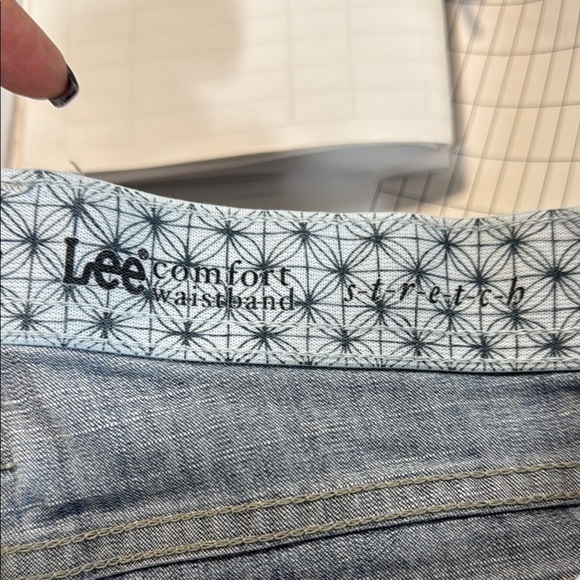 Lee® comfort
waistband
s-t-r-e-t-c-h